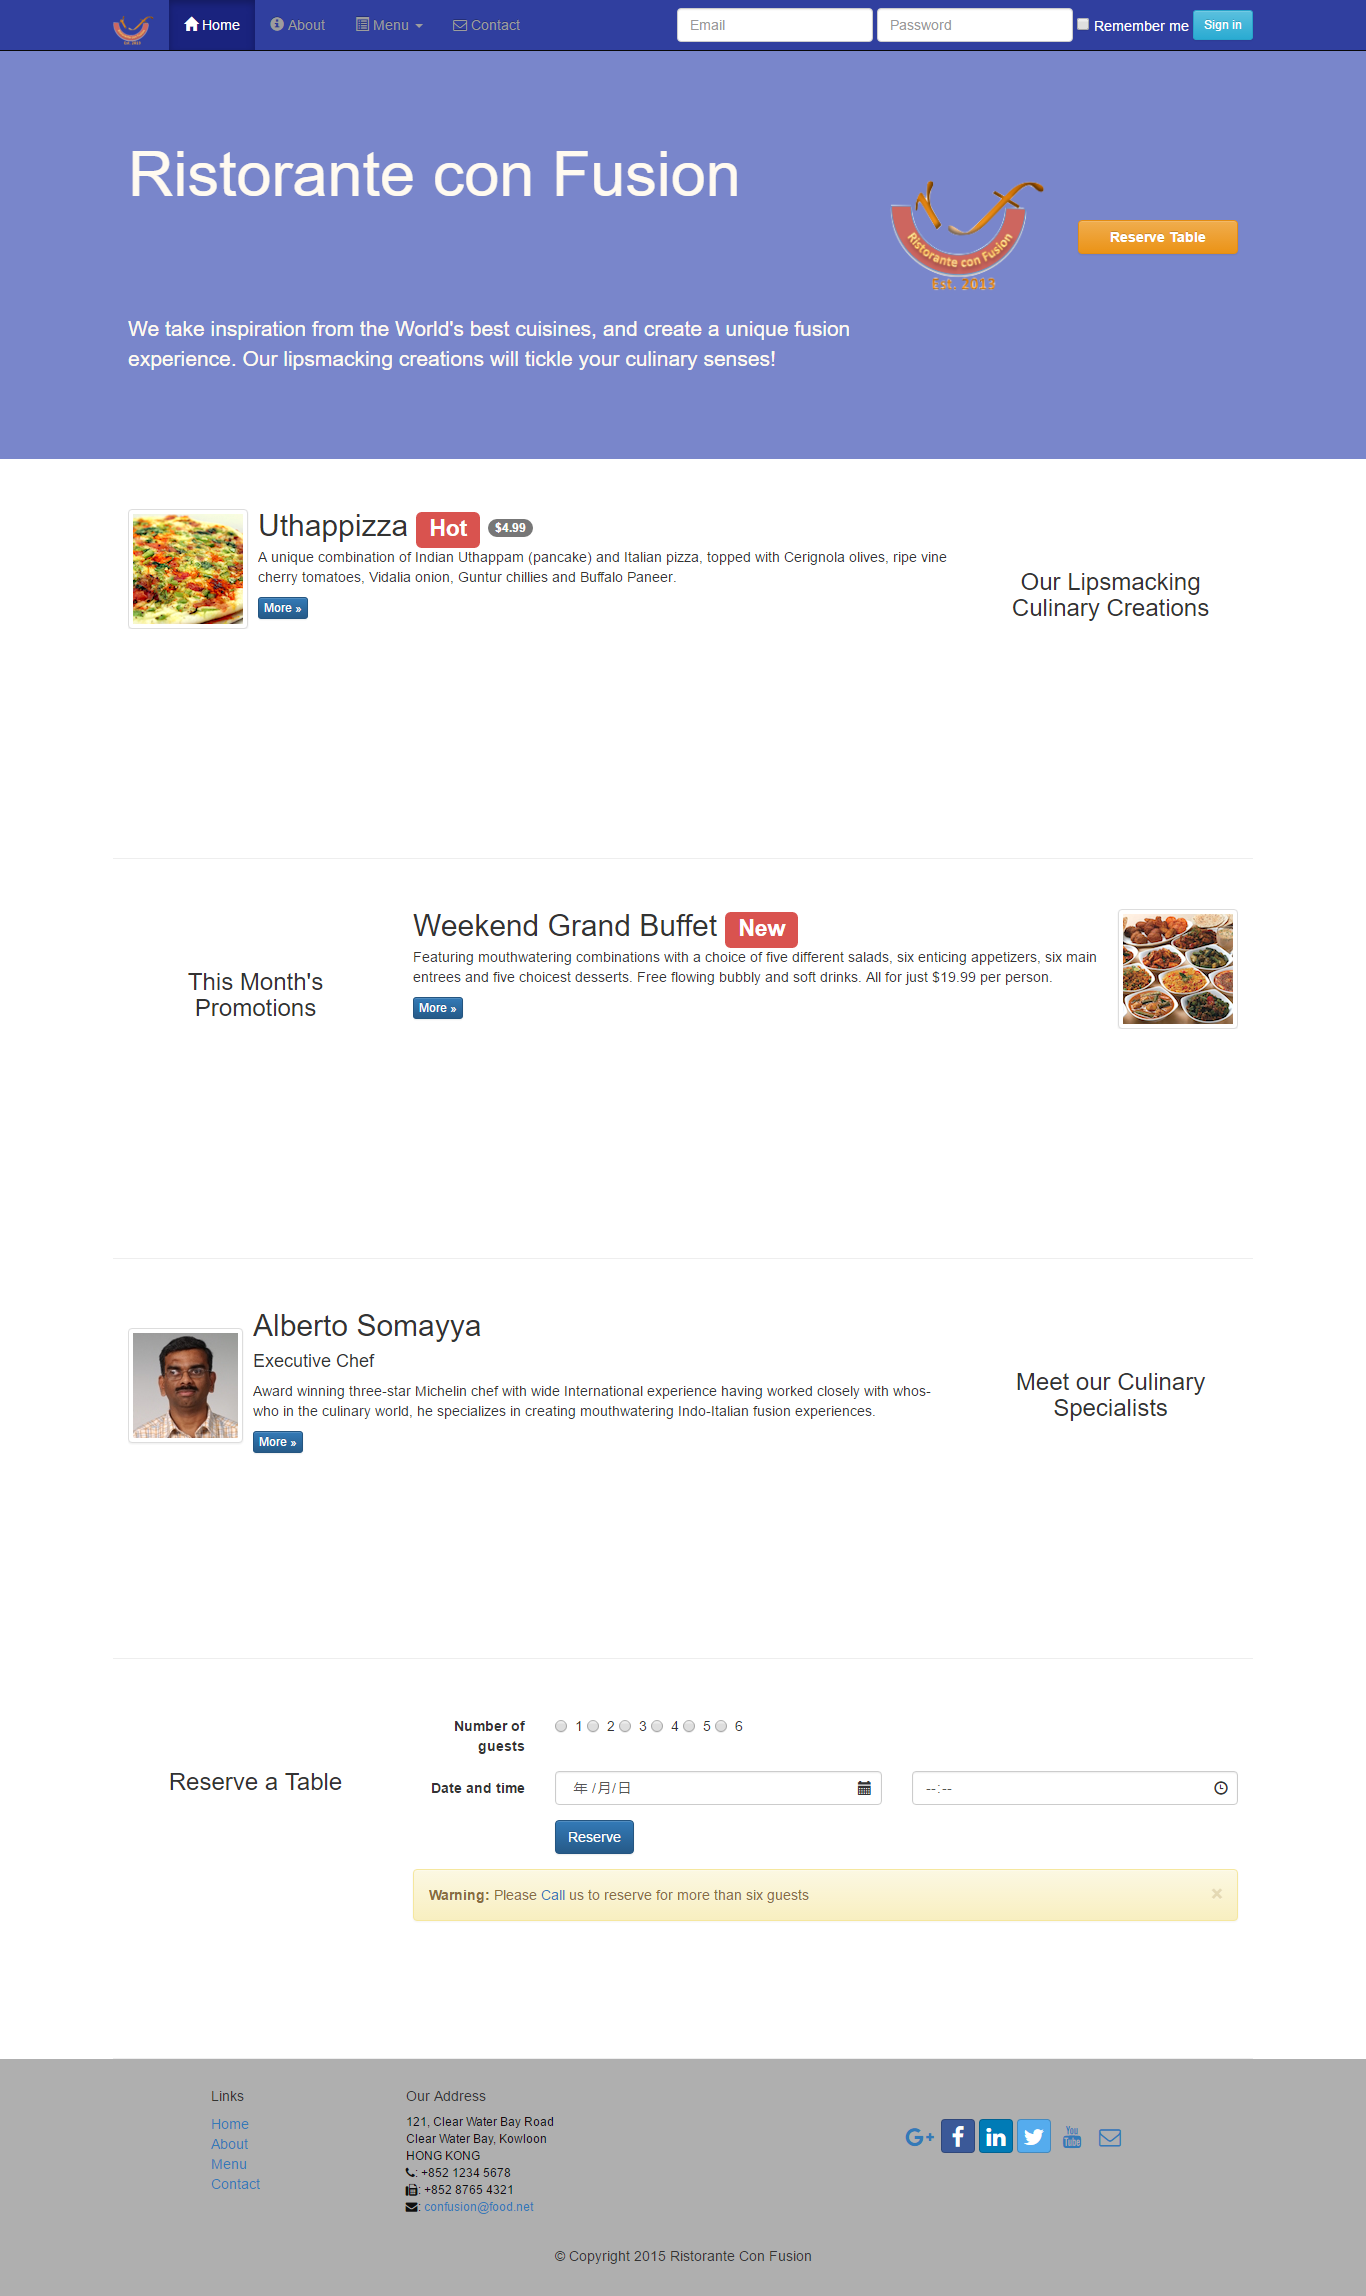 Home About Menu Contact Email Password Remember me Sign in
Ristorante con Fusion
Ristorante con Fusion
Est. 2015
Reserve Table
We take inspiration from the World's best cuisines, and create a unique fusion
experience. Our lipsmacking creations will tickle your culinary senses!
Uthappizza Hot $4.99
A unique combination of Indian Uthappam (pancake) and Italian pizza, topped with Cerignola olives, ripe vine
cherry tomatoes, Vidalia onion, Guntur chillies and Buffalo Paneer.
More »
Our Lipsmacking
Culinary Creations
This Month's
Promotions
Weekend Grand Buffet New
Featuring mouthwatering combinations with a choice of five different salads, six enticing appetizers, six main
entrees and five choicest desserts. Free flowing bubbly and soft drinks. All for just $19.99 per person.
More »
Alberto Somayya
Executive Chef
Award winning three-star Michelin chef with wide International experience having worked closely with whos-
who in the culinary world, he specializes in creating mouthwatering Indo-Italian fusion experiences.
More »
Meet our Culinary
Specialists
Reserve a Table
Number of
guests
1 2 3 4 5 6
Date and time
年 /月/日
--:--
Reserve
Warning: Please Call us to reserve for more than six guests ×
Links
Home
About
Menu
Contact
Our Address
121, Clear Water Bay Road
Clear Water Bay, Kowloon
HONG KONG
: +852 1234 5678
: +852 8765 4321
: confusion@food.net
G+ f in You Tube
© Copyright 2015 Ristorante Con Fusion